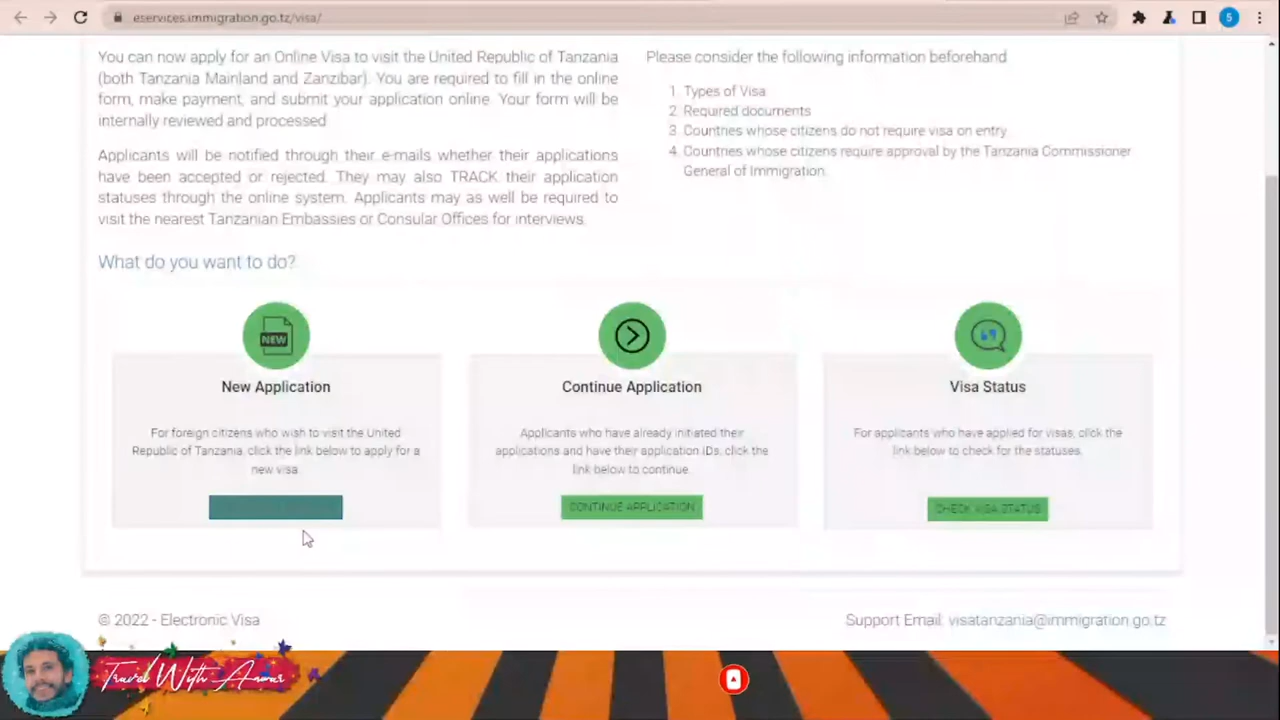 eservices.immigration.go.tz/visa/
5
You can now apply for an Online Visa to visit the United Republic of Tanzania
(both Tanzania Mainland and Zanzibar). You are required to fill in the online
form, make payment, and submit your application online. Your form will be
internally reviewed and processed
Applicants will be notified through their e-mails whether their applications
have been accepted or rejected. They may also TRACK their application
statuses through the online system. Applicants may as well be required to
visit the nearest Tanzanian Embassies or Consular Offices for interviews.
Please consider the following information beforehand
1. Types of Visa
2. Required documents
3. Countries whose citizens do not require visa on entry
4. Countries whose citizens require approval by the Tanzania Commissioner
General of Immigration.
What do you want to do?
NEW
New Application
For foreign citizens who wish to visit the United
Republic of Tanzania, click the link below to apply for a
new visa
Continue Application
Applicants who have already initiated their
applications and have their application IDs, click the
link below to continue.
CONTINUE APPLICATION
Visa Status
For applicants who have applied for visas, click the
link below to check for the statuses.
CHECK VISA STATUS
© 2022 - Electronic Visa
Support Email: visatanzania@immigration.go.tz
Travel With Anwar